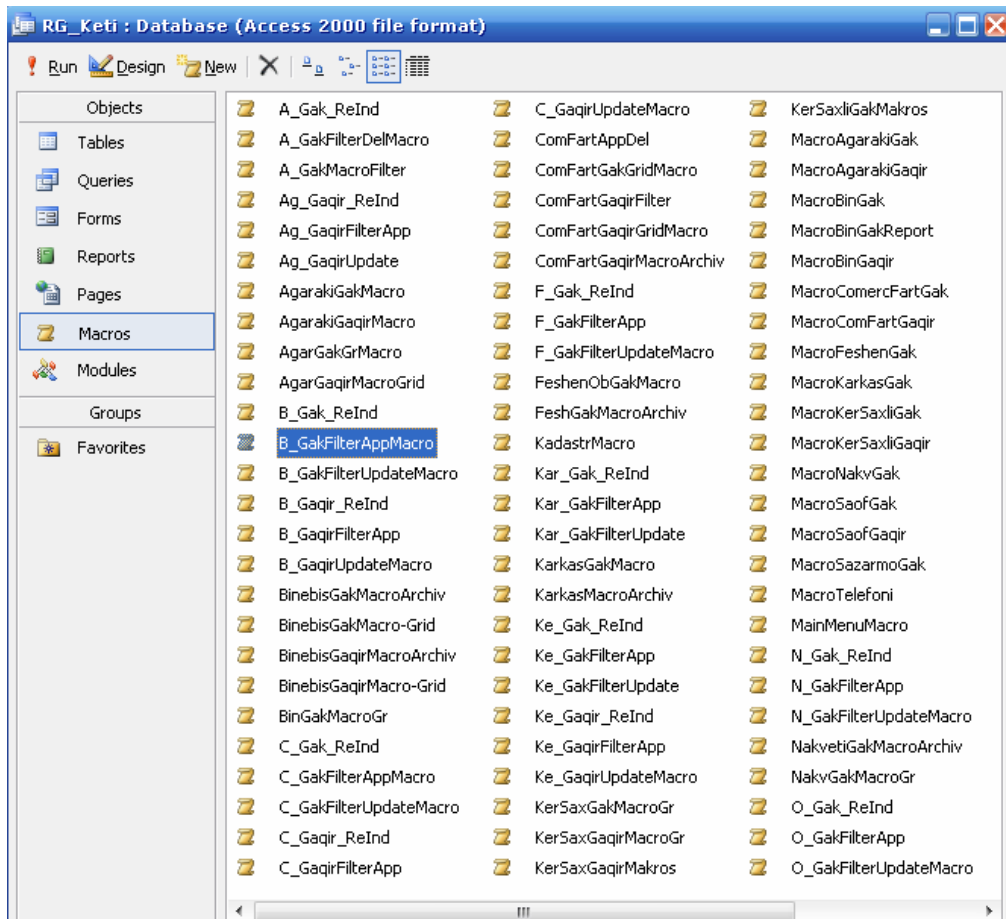 RG_Keti : Database (Access 2000 file format)
Run Design New
Objects
Tables
Queries
Forms
Reports
Pages
Macros
Modules
Groups
Favorites
A_Gak_ReInd
A_GakFilterDelMacro
A_GakMacroFilter
Ag_Gaqir_ReInd
Ag_GaqirFilterApp
Ag_GaqirUpdate
AgarakiGakMacro
AgarakiGaqirMacro
AgarGakGrMacro
AgarGaqirMacroGrid
B_Gak_ReInd
B_GakFilterAppMacro
B_GakFilterUpdateMacro
B_Gaqir_ReInd
B_GaqirFilterApp
B_GaqirUpdateMacro
BinebisGakMacroArchiv
BinebisGakMacro-Grid
BinebisGaqirMacroArchiv
BinebisGaqirMacro-Grid
BinGakMacroGr
C_Gak_ReInd
C_GakFilterAppMacro
C_GakFilterUpdateMacro
C_Gaqir_ReInd
C_GaqirFilterApp
C_GaqirUpdateMacro
ComFartAppDel
ComFartGakGridMacro
ComFartGaqirFilter
ComFartGaqirGridMacro
ComFartGaqirMacroArchiv
F_Gak_ReInd
F_GakFilterApp
F_GakFilterUpdateMacro
FeshenObGakMacro
FeshGakMacroArchiv
KadastrMacro
Kar_Gak_ReInd
Kar_GakFilterApp
Kar_GakFilterUpdate
KarkasGakMacro
KarkasMacroArchiv
Ke_Gak_ReInd
Ke_GakFilterApp
Ke_GakFilterUpdate
Ke_Gaqir_ReInd
Ke_GaqirFilterApp
Ke_GaqirUpdateMacro
KerSaxGakMacroGr
KerSaxGaqirMacroGr
KerSaxGaqirMakros
KerSaxliGakMakros
MacroAgarakiGak
MacroAgarakiGaqir
MacroBinGak
MacroBinGakReport
MacroBinGaqir
MacroComercFartGak
MacroComFartGaqir
MacroFeshenGak
MacroKarkasGak
MacroKerSaxliGak
MacroKerSaxliGaqir
MacroNakvGak
MacroSaofGak
MacroSaofGaqir
MacroSazarmoGak
MacroTelefoni
MainMenuMacro
N_Gak_ReInd
N_GakFilterApp
N_GakFilterUpdateMacro
NakvetiGakMacroArchiv
NakvGakMacroGr
O_Gak_ReInd
O_GakFilterApp
O_GakFilterUpdateMacro